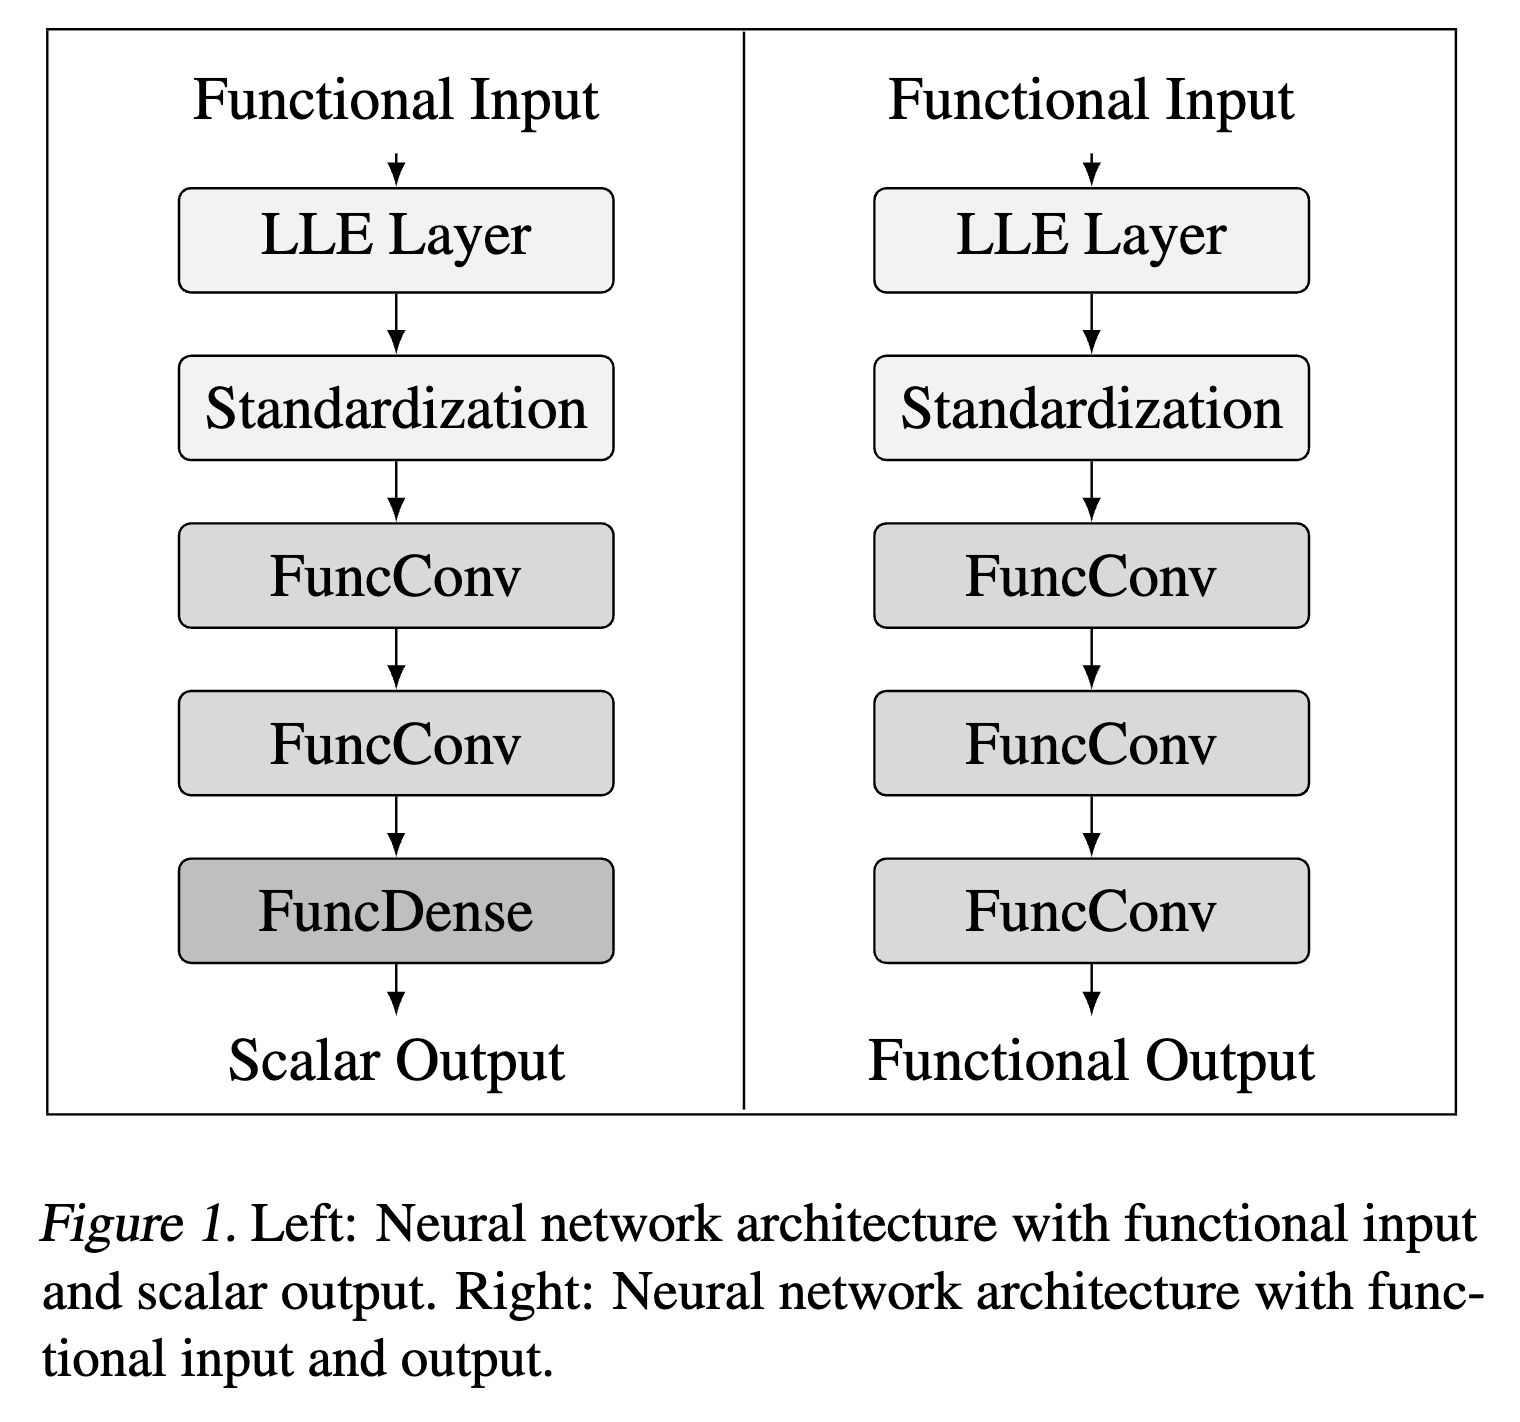 Functional Input
LLE Layer
Standardization
FuncConv
FuncConv
FuncDense
Scalar Output
Functional Input
LLE Layer
Standardization
FuncConv
FuncConv
FuncConv
Functional Output
Figure 1. Left: Neural network architecture with functional input
and scalar output. Right: Neural network architecture with func-
tional input and output.